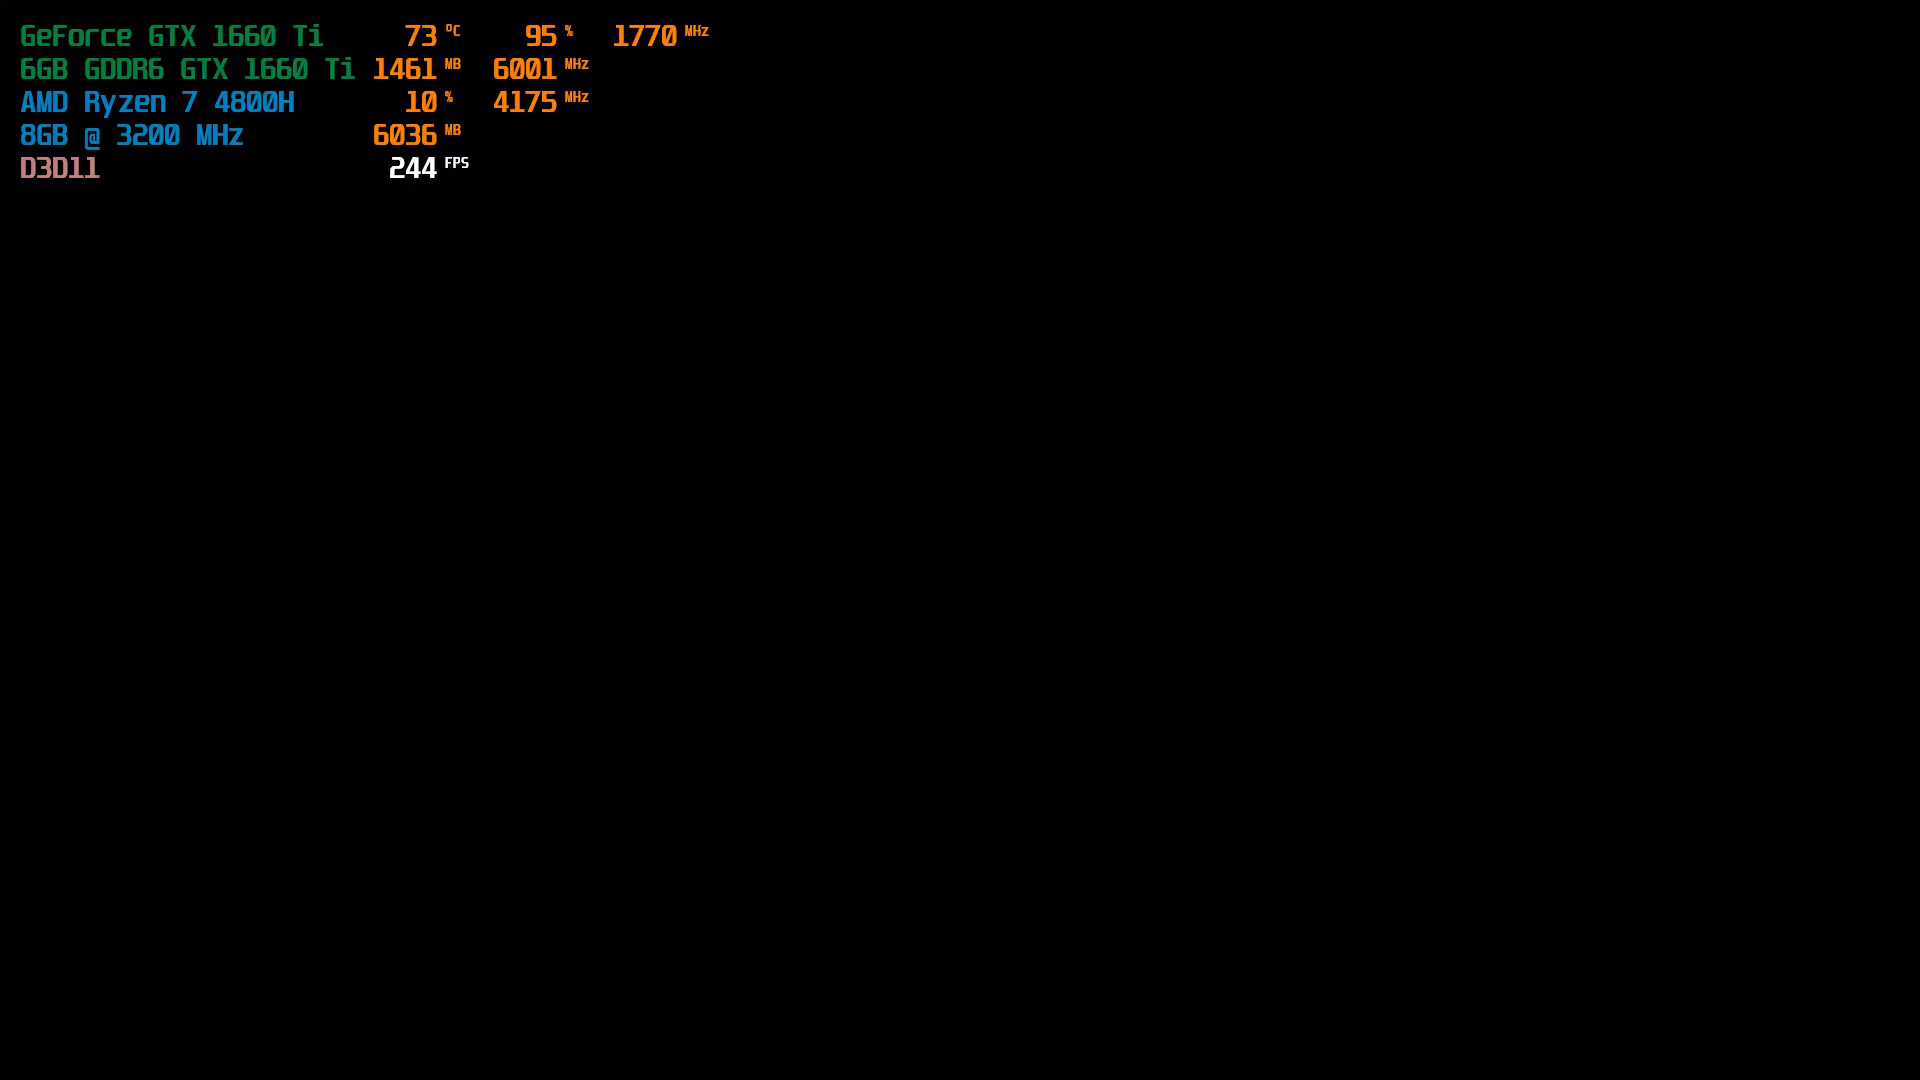 GeForce GTX 1660 Ti 73 °C 95 % 1770 MHz
6GB GDDR6 GTX 1660 Ti 1461 MB 6001 MHz
AMD Ryzen 7 4800H 10 % 4175 MHz
8GB @ 3200 MHz 6036 MB
D3D11 244 FPS